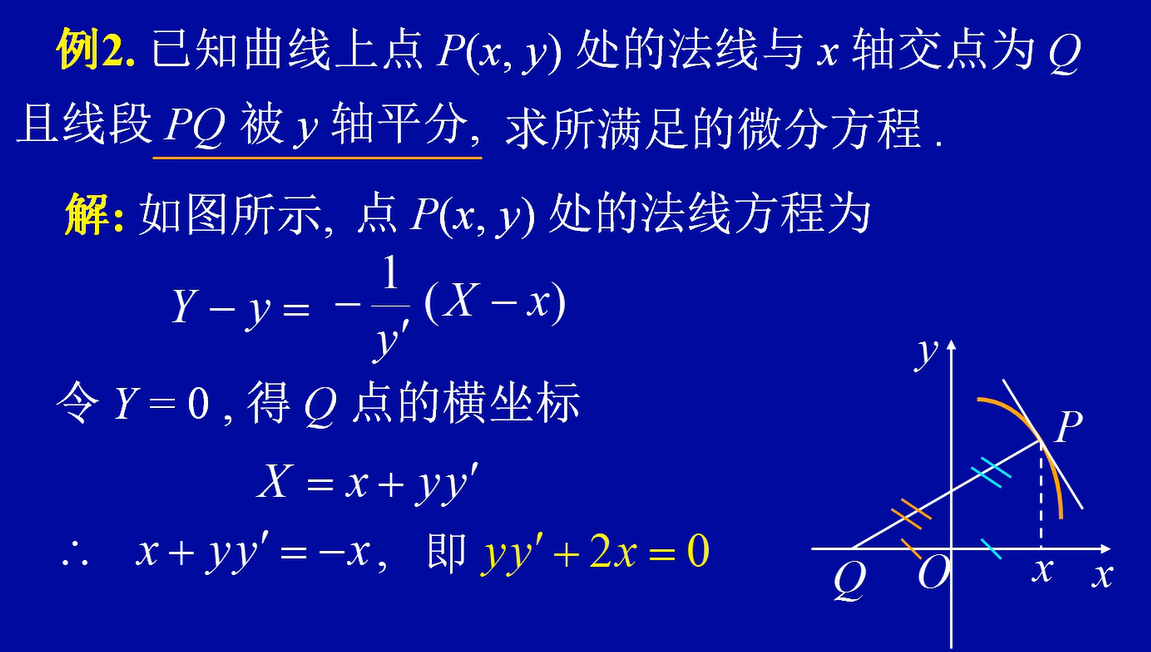 例2. 已知曲线上点 P(x, y) 处的法线与 x 轴交点为 Q
且线段 PQ 被 y 轴平分, 求所满足的微分方程 .
解: 如图所示, 点 P(x, y) 处的法线方程为
Y − y = − 1/y′ (X − x)
令 Y = 0 , 得 Q 点的横坐标
X = x + yy′
∴ x + yy′ = −x, 即 yy′ + 2x = 0
y
P
Q O x x